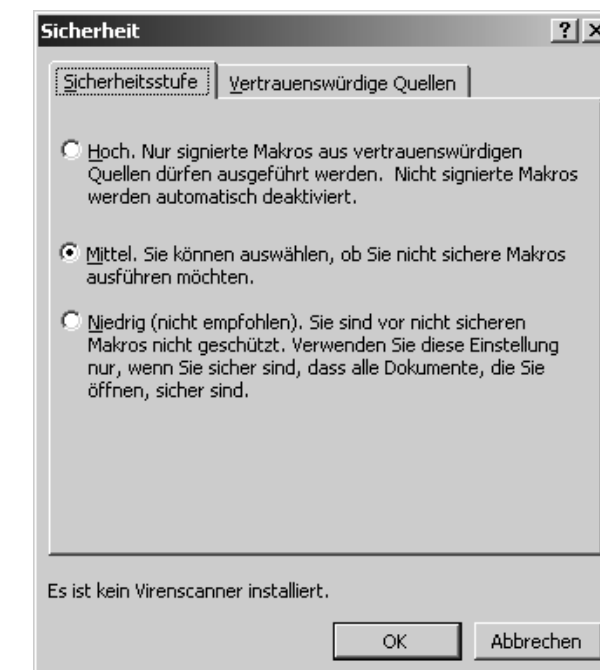 Sicherheit
Sicherheitsstufe
Vertrauenswürdige Quellen
Hoch. Nur signierte Makros aus vertrauenswürdigen
Quellen dürfen ausgeführt werden. Nicht signierte Makros
werden automatisch deaktiviert.
Mittel. Sie können auswählen, ob Sie nicht sichere Makros
ausführen möchten.
Niedrig (nicht empfohlen). Sie sind vor nicht sicheren
Makros nicht geschützt. Verwenden Sie diese Einstellung
nur, wenn Sie sicher sind, dass alle Dokumente, die Sie
öffnen, sicher sind.
Es ist kein Virenscanner installiert.
OK
Abbrechen